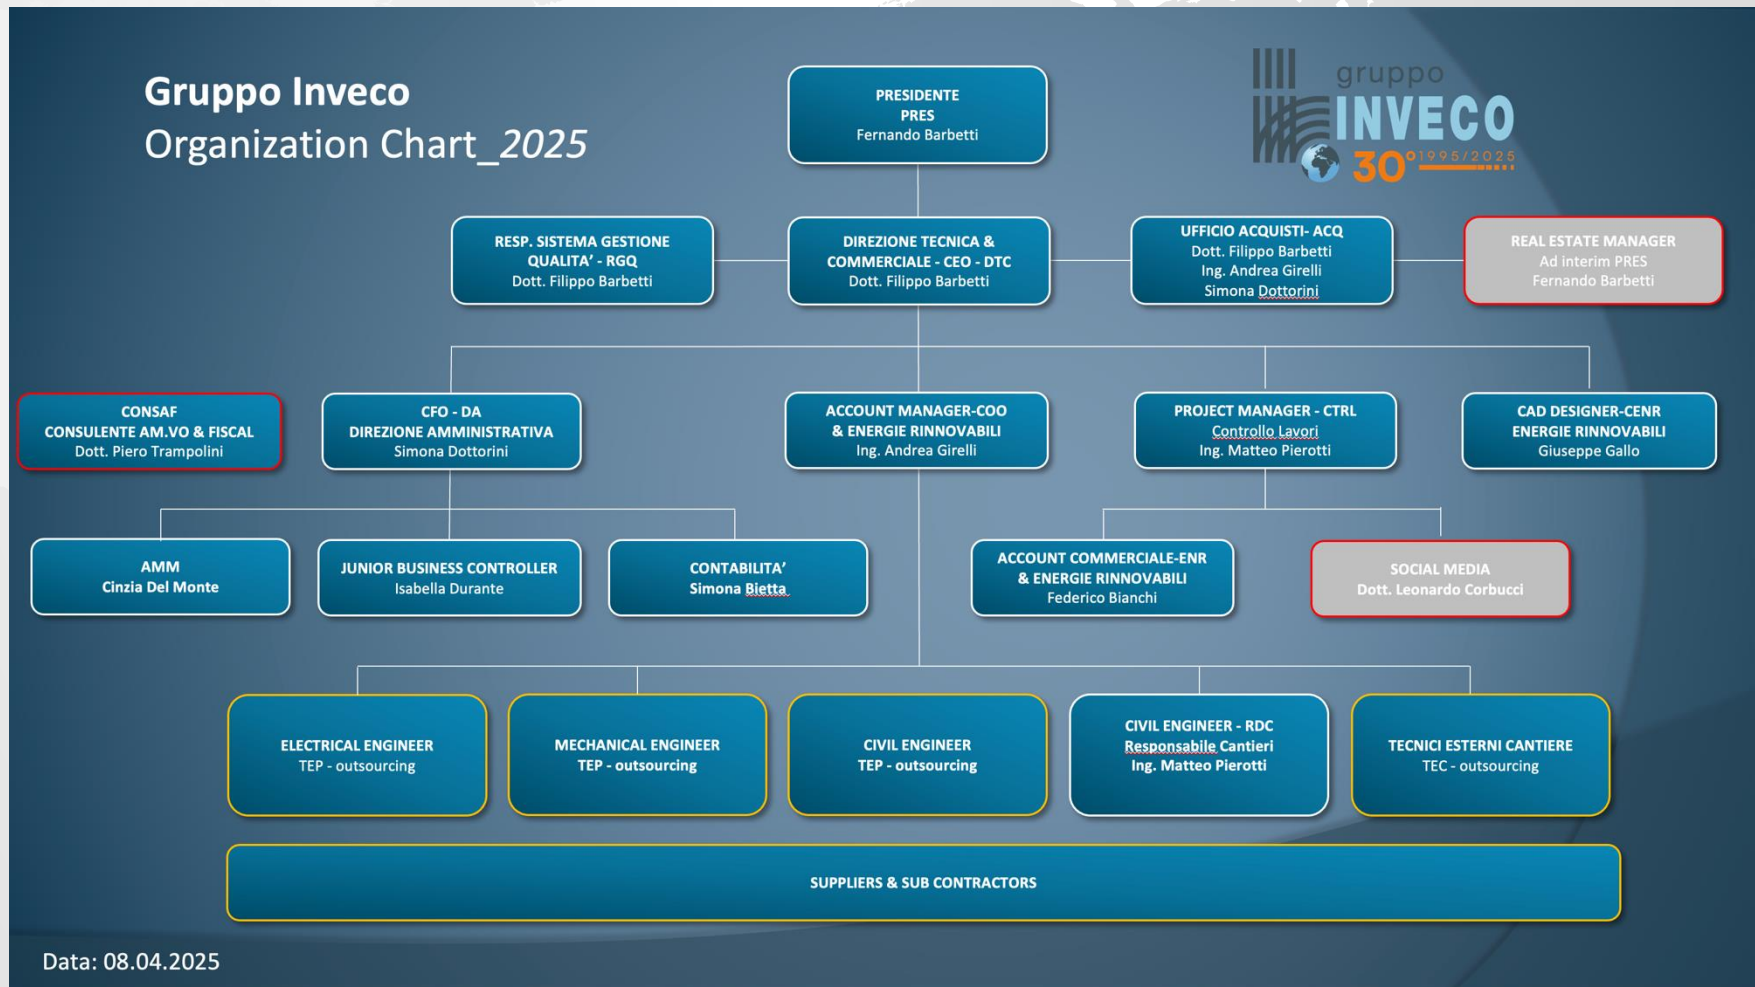 Gruppo Inveco
Organization Chart_2025
PRESIDENTE
PRES
Fernando Barbetti
gruppo
INVECO
30° 1995/2025
RESP. SISTEMA GESTIONE
QUALITA’ - RGQ
Dott. Filippo Barbetti
DIREZIONE TECNICA &
COMMERCIALE - CEO - DTC
Dott. Filippo Barbetti
UFFICIO ACQUISTI- ACQ
Dott. Filippo Barbetti
Ing. Andrea Girelli
Simona Dottorini
REAL ESTATE MANAGER
Ad interim PRES
Fernando Barbetti
CONSAF
CONSULENTE AM.VO & FISCAL
Dott. Piero Trampolini
CFO - DA
DIREZIONE AMMINISTRATIVA
Simona Dottorini
ACCOUNT MANAGER-COO
& ENERGIE RINNOVABILI
Ing. Andrea Girelli
PROJECT MANAGER - CTRL
Controllo Lavori
Ing. Matteo Pierotti
CAD DESIGNER-CENR
ENERGIE RINNOVABILI
Giuseppe Gallo
AMM
Cinzia Del Monte
JUNIOR BUSINESS CONTROLLER
Isabella Durante
CONTABILITA’
Simona Bietta
ACCOUNT COMMERCIALE-ENR
& ENERGIE RINNOVABILI
Federico Bianchi
SOCIAL MEDIA
Dott. Leonardo Corbucci
ELECTRICAL ENGINEER
TEP - outsourcing
MECHANICAL ENGINEER
TEP - outsourcing
CIVIL ENGINEER
TEP - outsourcing
CIVIL ENGINEER - RDC
Responsabile Cantieri
Ing. Matteo Pierotti
TECNICI ESTERNI CANTIERE
TEC - outsourcing
SUPPLIERS & SUB CONTRACTORS
Data: 08.04.2025